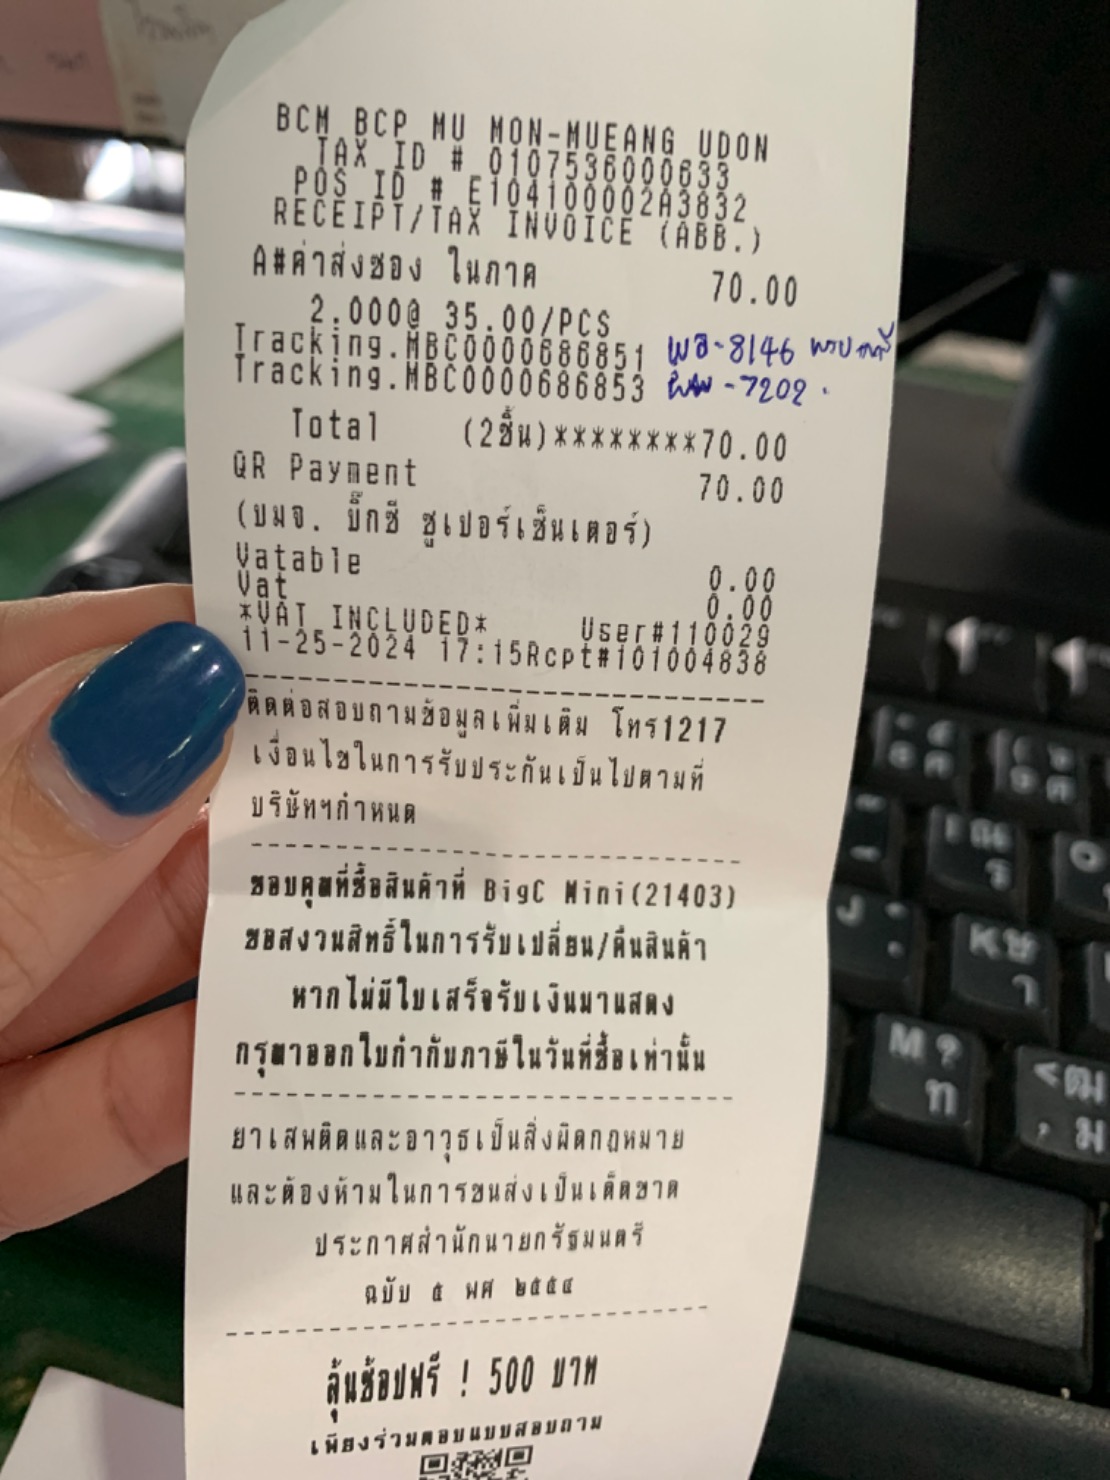 BCM BCP MU MON-MUEANG UDON
TAX ID # 0107536000633
POS ID # E104100002A3832
RECEIPT/TAX INVOICE (ABB.)
A#ค่าส่งซอง ในภาค 70.00
2.000@ 35.00/PCS
Tracking.MBC0000686851 ผอ-8146
Tracking.MBC0000686853 -7202.
Total (2ชิ้น)********70.00
QR Payment 70.00
(บมจ. บิ๊กซี ซูเปอร์เซ็นเตอร์)
Vatable 0.00
Vat 0.00
*VAT INCLUDED* User#110029
11-25-2024 17:15Rcpt#101004838
ติดต่อสอบถามข้อมูลเพิ่มเติม โทร1217
เงื่อนไขในการรับประกันเป็นไปตามที่
บริษัทฯกำหนด
ขอบคุณที่ซื้อสินค้าที่ BigC Mini(21403)
ขอสงวนสิทธิ์ในการรับเปลี่ยน/คืนสินค้า
หากไม่มีใบเสร็จรับเงินมาแสดง
กรุณาออกใบกำกับภาษีในวันที่ซื้อเท่านั้น
ยาเสพติดและอาวุธเป็นสิ่งผิดกฎหมาย
และต้องห้ามในการขนส่งเป็นเด็ดขาด
ประกาศสำนักนายกรัฐมนตรี
ฉบับ ๕ พศ ๒๕๕๔
ลุ้นช้อปฟรี ! 500 บาท
เพียงร่วมตอบแบบสอบถาม